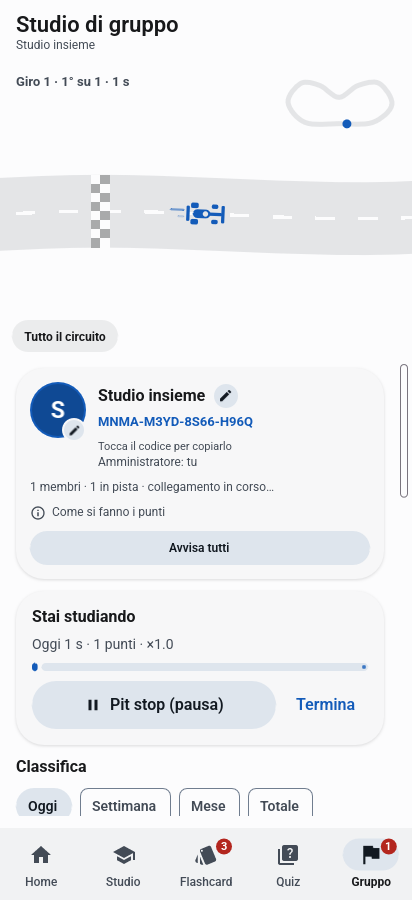 Studio di gruppo
Studio insieme
Giro 1 · 1° su 1 · 1 s
Tutto il circuito
S
Studio insieme
MNMA-M3YD-8S66-H96Q
Tocca il codice per copiarlo
Amministratore: tu
1 membri · 1 in pista · collegamento in corso…
Come si fanno i punti
Avvisa tutti
Stai studiando
Oggi 1 s · 1 punti · ×1.0
Pit stop (pausa)
Termina
Classifica
Oggi
Settimana
Mese
Totale
3
1
Home
Studio
Flashcard
Quiz
Gruppo